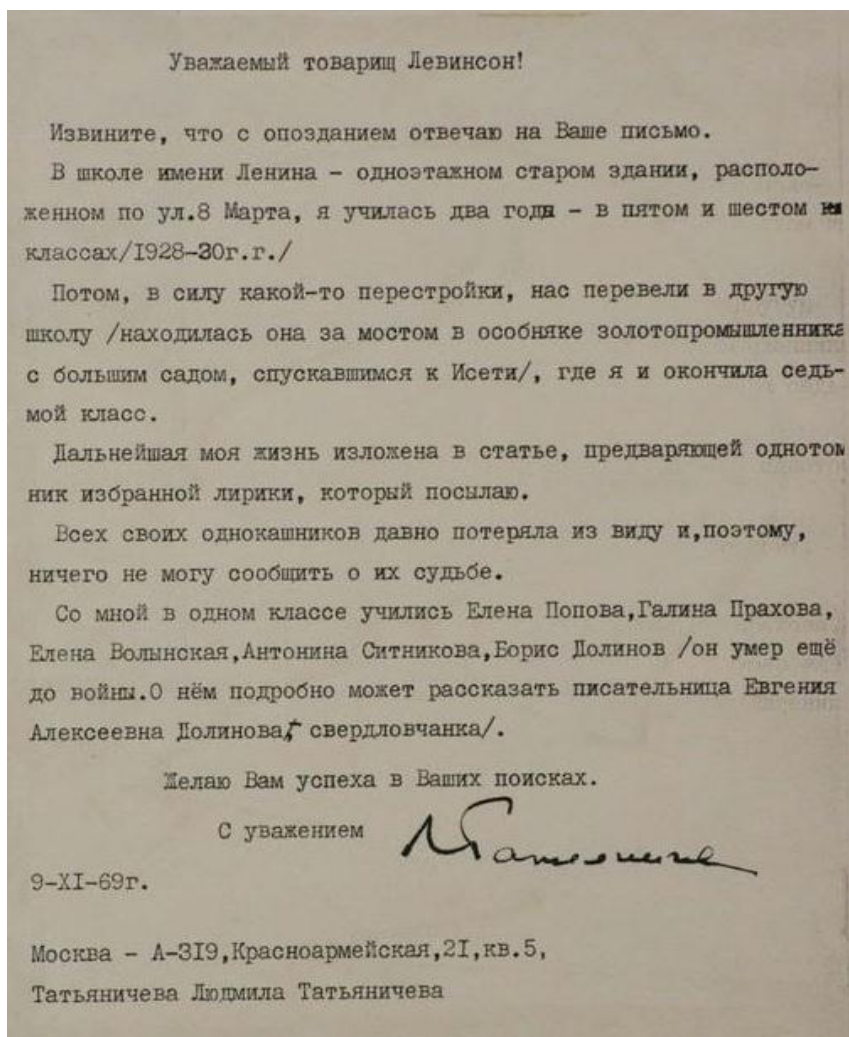 Уважаемый товарищ Левинсон!
Извините, что с опозданием отвечаю на Ваше письмо.
В школе имени Ленина - одноэтажном старом здании, располо-
женном по ул.8 Марта, я училась два года - в пятом и шестом
классах/I928-30г.г./
Потом, в силу какой-то перестройки, нас перевели в другую
школу /находилась она за мостом в особняке золотопромышленника
с большим садом, спускавшимся к Исети/, где я и окончила седь-
мой класс.
Дальнейшая моя жизнь изложена в статье, предваряющей однотом
ник избранной лирики, который посылаю.
Всех своих однокашников давно потеряла из виду и,поэтому,
ничего не могу сообщить о их судьбе.
Со мной в одном классе учились Елена Попова,Галина Прахова,
Елена Волынская,Антонина Ситникова,Борис Долинов /он умер ещё
до войны.О нём подробно может рассказать писательница Евгения
Алексеевна Долинова, свердловчанка/.
Желаю Вам успеха в Ваших поисках.
С уважением Л Татьяничева
9-XI-69г.
Москва - А-3I9,Красноармейская,2I,кв.5,
Татьяничева Людмила Татьяничева